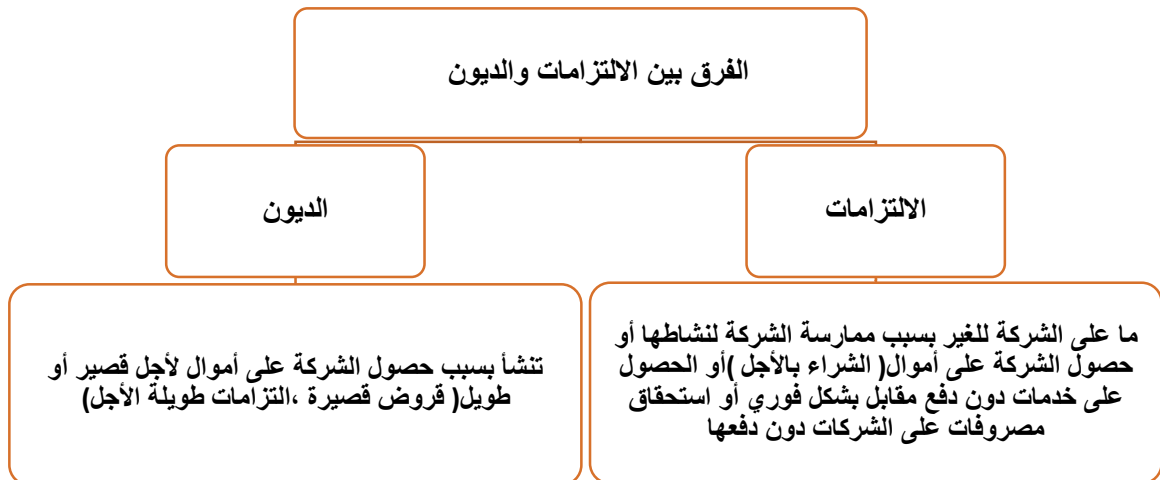 الفرق بين الالتزامات والديون
الالتزامات
الديون
ما على الشركة للغير بسبب ممارسة الشركة لنشاطها أو
حصول الشركة على أموال( الشراء بالأجل )أو الحصول
على خدمات دون دفع مقابل بشكل فوري أو استحقاق
مصروفات على الشركات دون دفعها
تنشأ بسبب حصول الشركة على أموال لأجل قصير أو
طويل( قروض قصيرة ،التزامات طويلة الأجل)